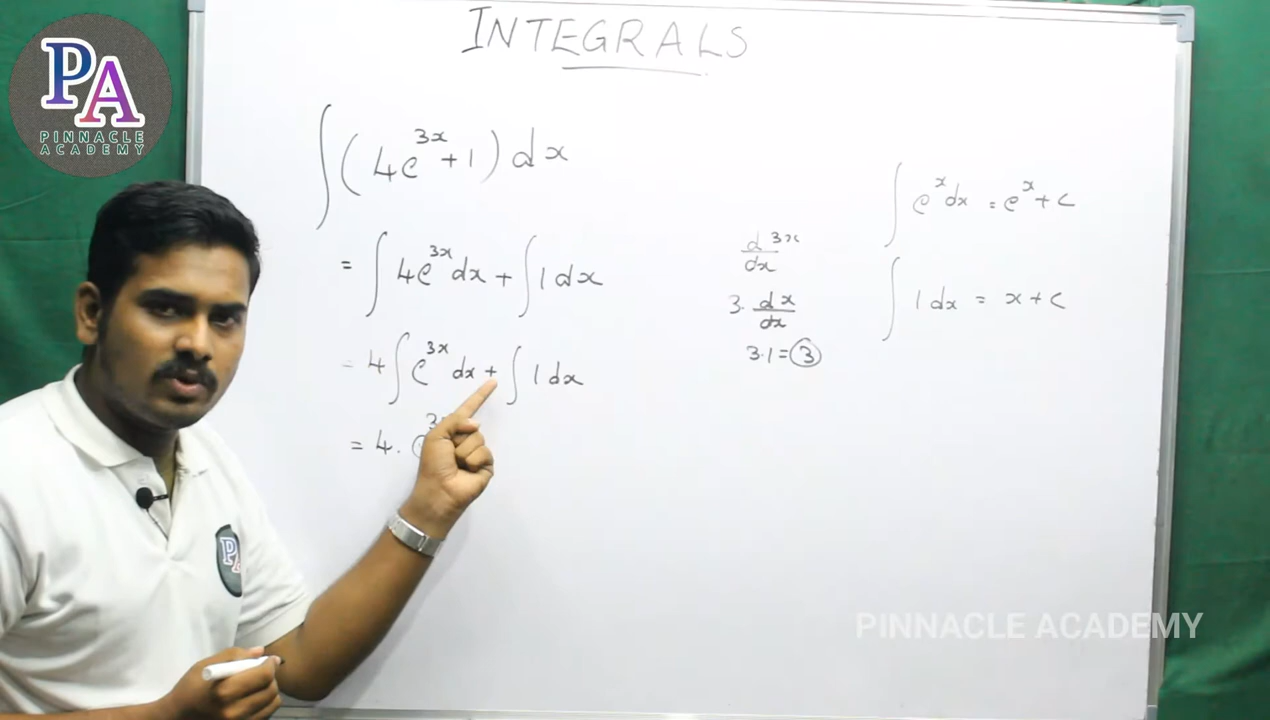 PA
PINNACLE
ACADEMY
INTEGRALS
∫(4e^3x + 1) dx
= ∫4e^3x dx + ∫1 dx
= 4∫e^3x dx + ∫1 dx
= 4.
d 3x
dx
3. dx
dx
3.1 = 3
∫e^x dx = e^x + c
∫1 dx = x + c
PA
PINNACLE ACADEMY